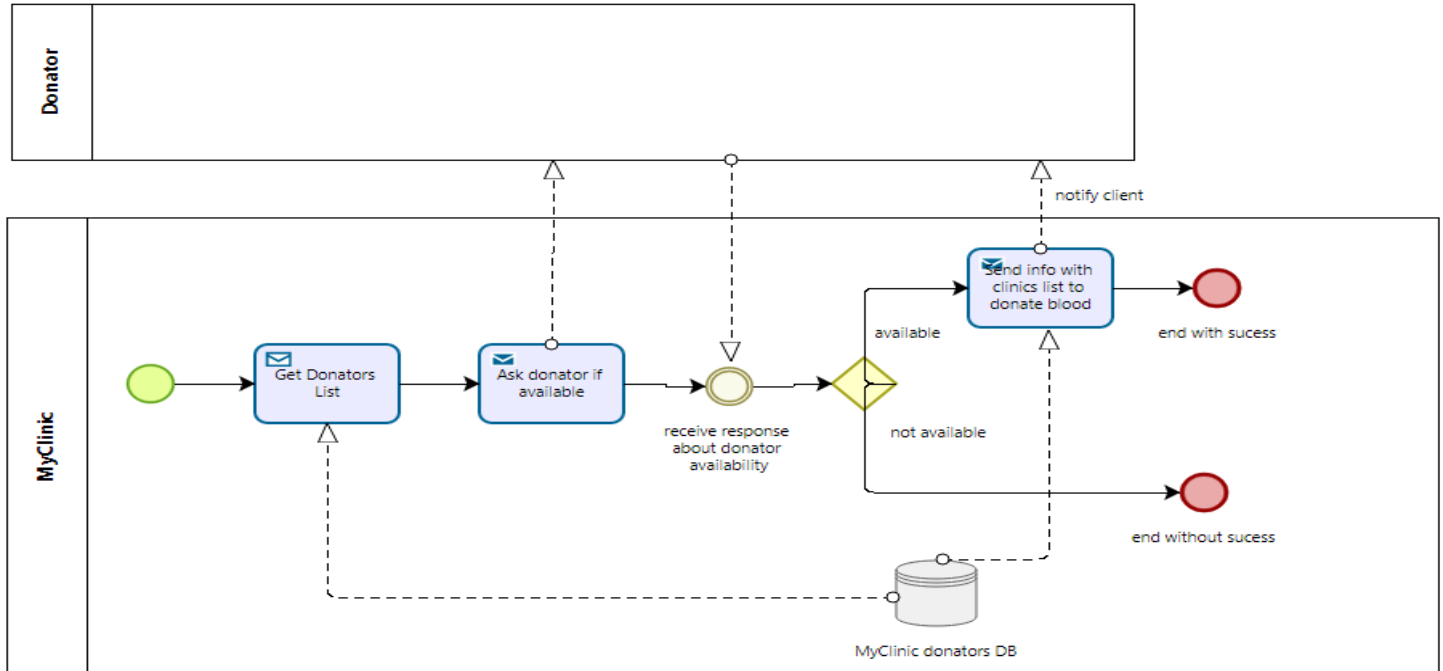 Donator
notify client
MyClinic
Get Donators
List
Ask donator if
available
receive response
about donator
availability
available
not available
Send info with
clinics list to
donate blood
end with sucess
end without sucess
MyClinic donators DB